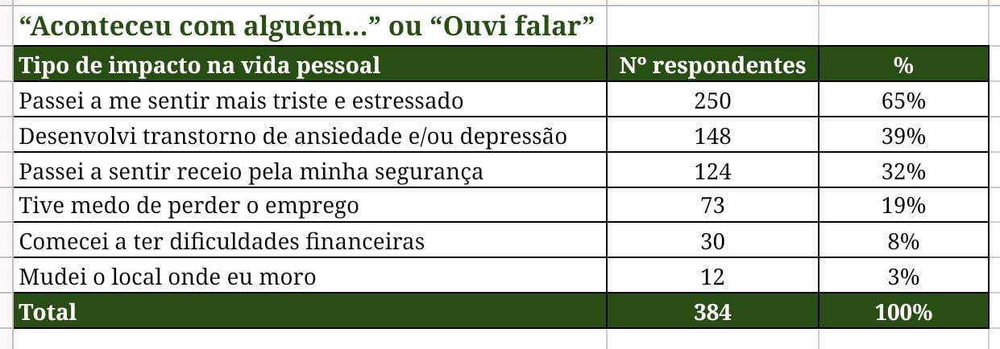 “Aconteceu com alguém...” ou “Ouvi falar”
Tipo de impacto na vida pessoal Nº respondentes %
Passei a me sentir mais triste e estressado 250 65%
Desenvolvi transtorno de ansiedade e/ou depressão 148 39%
Passei a sentir receio pela minha segurança 124 32%
Tive medo de perder o emprego 73 19%
Comecei a ter dificuldades financeiras 30 8%
Mudei o local onde eu moro 12 3%
Total 384 100%